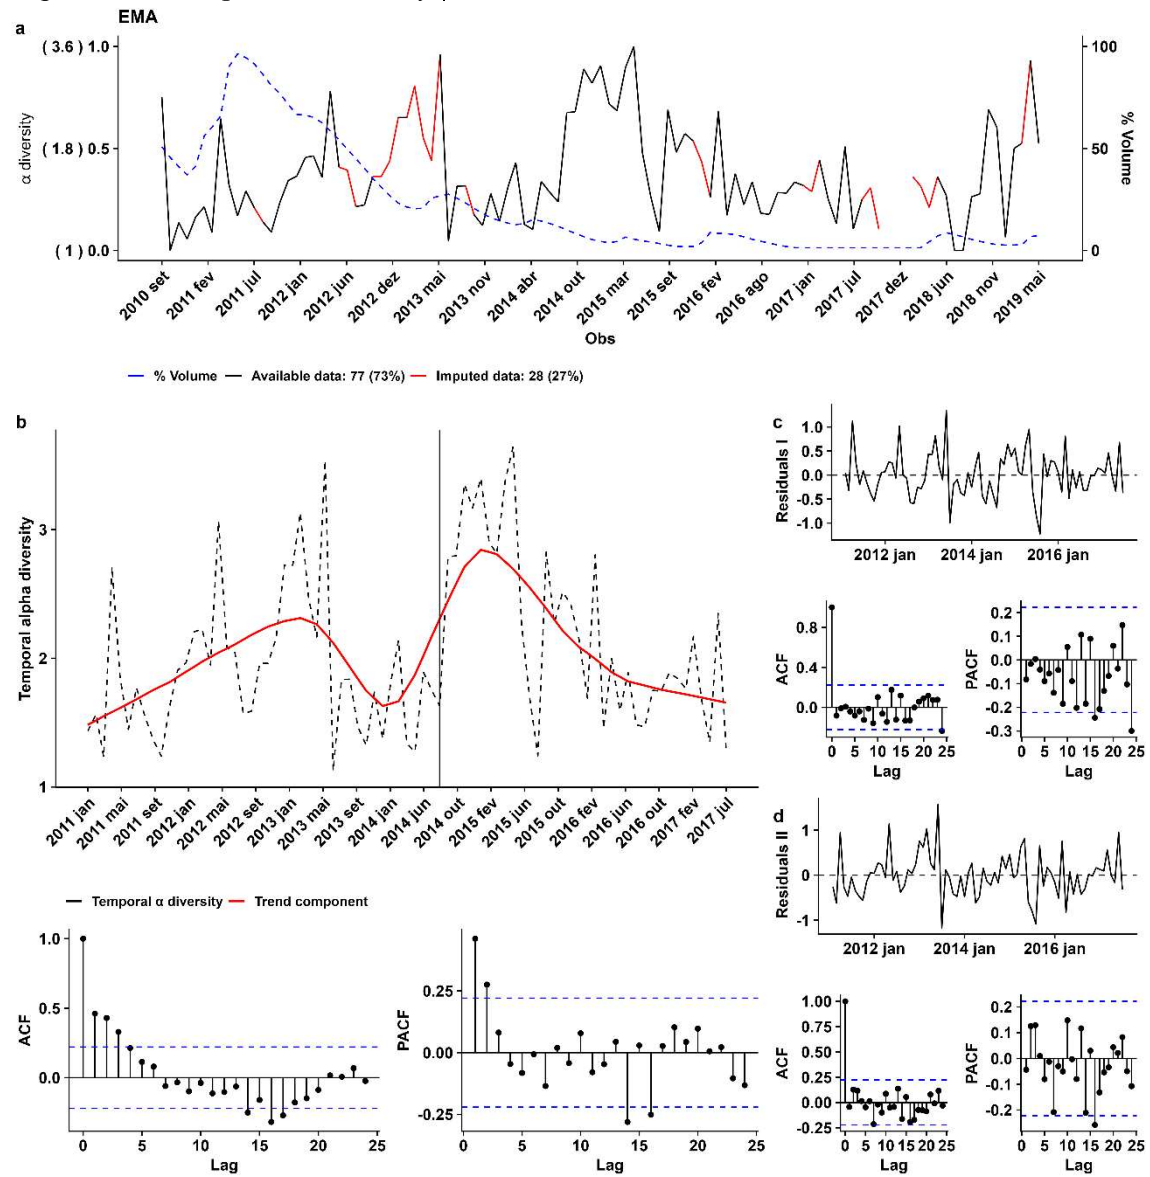 EMA
a
( 3.6 ) 1.0
( 1.8 ) 0.5
( 1 ) 0.0
α diversity
100
50
0
% Volume
2010 set 2011 fev 2011 jul 2012 jan 2012 jun 2012 dez 2013 mai 2013 nov 2014 abr 2014 out 2015 mar 2015 set 2016 fev 2016 ago 2017 jan 2017 jul 2017 dez 2018 jun 2018 nov 2019 mai
Obs
% Volume Available data: 77 (73%) Imputed data: 28 (27%)
b
Temporal alpha diversity
3
2
1
2011 jan 2011 mai 2011 set 2012 jan 2012 mai 2012 set 2013 jan 2013 mai 2013 set 2014 jan 2014 jun 2014 out 2015 fev 2015 jun 2015 out 2016 fev 2016 jun 2016 out 2017 fev 2017 jul
Temporal α diversity Trend component
ACF
1.0
0.5
0.0
0 5 10 15 20 25
Lag
PACF
0.25
0.00
-0.25
0 5 10 15 20 25
Lag
c
Residuals I
1.0
0.5
0.0
-0.5
-1.0
2012 jan 2014 jan 2016 jan
ACF
0.8
0.4
0.0
0 5 10 15 20 25
Lag
PACF
0.2
0.1
0.0
-0.1
-0.2
-0.3
0 5 10 15 20 25
Lag
d
Residuals II
1
0
-1
2012 jan 2014 jan 2016 jan
ACF
1.00
0.75
0.50
0.25
0.00
-0.25
0 5 10 15 20 25
Lag
PACF
0.2
0.1
0.0
-0.1
-0.2
0 5 10 15 20 25
Lag